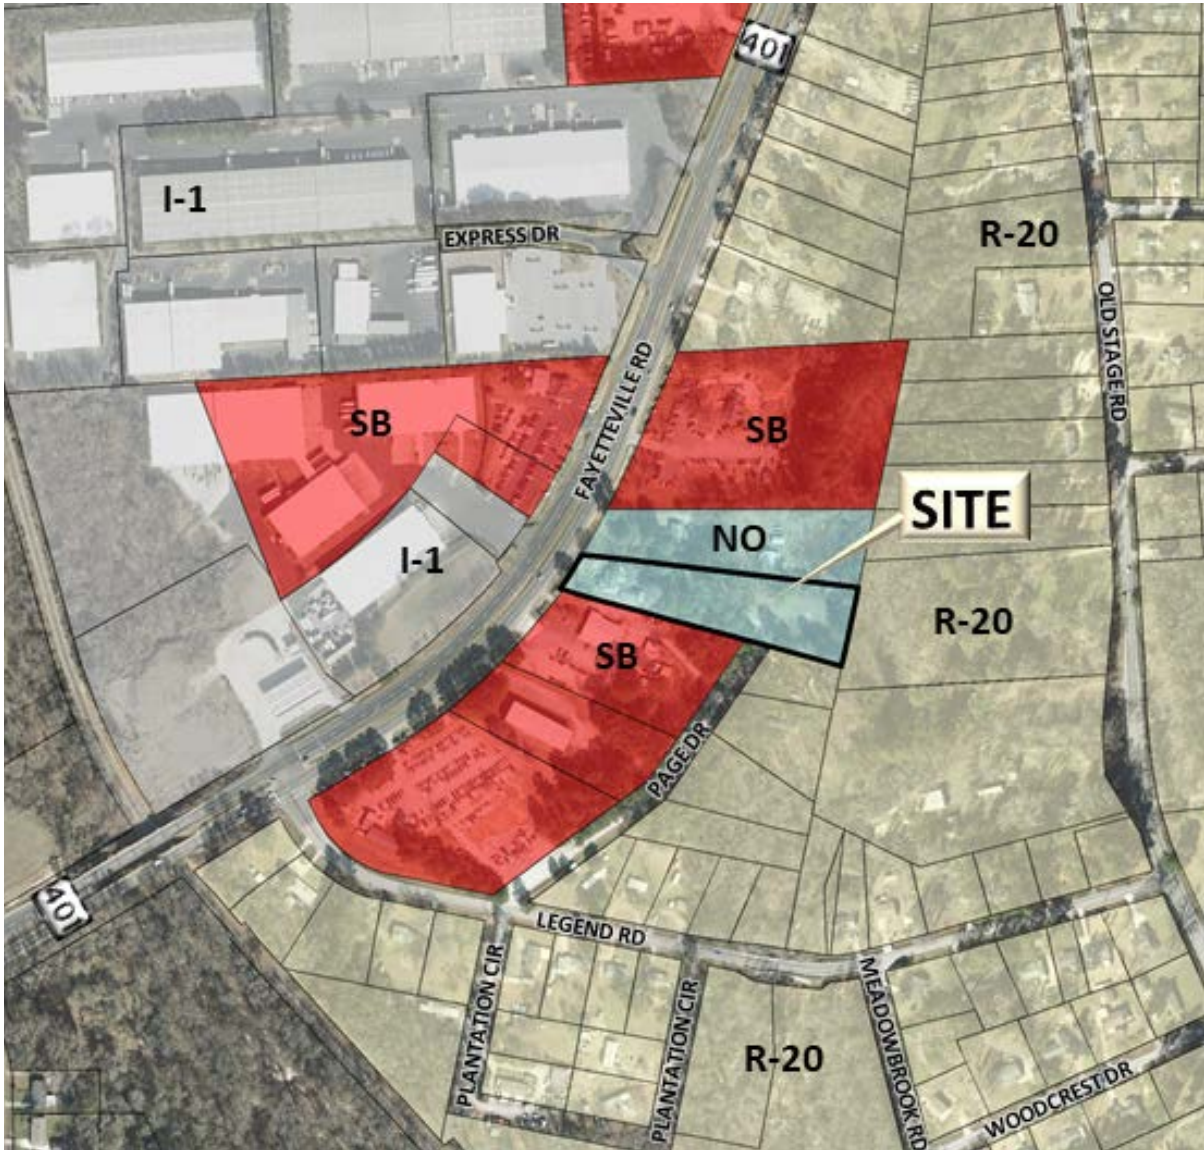 401
I-1
EXPRESS DR
R-20
OLD STAGE RD
FAYETTEVILLE RD
SB
SB
SITE
NO
I-1
R-20
SB
PAGE DR
401
LEGEND RD
PLANTATION CIR
PLANTATION CIR
MEADOWBROOK RD
R-20
WOODCREST DR